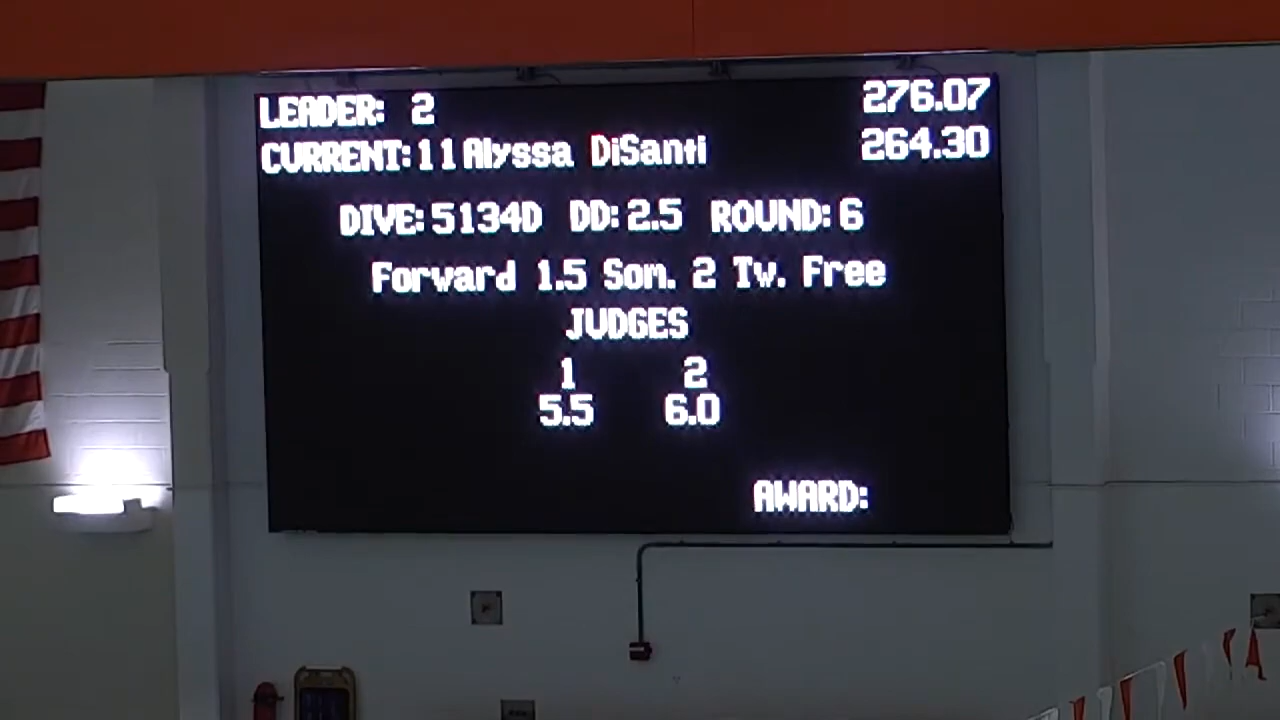 LEADER: 2 276.07
CURRENT: 11 Alyssa DiSanti 264.30
DIVE: 5134D DD: 2.5 ROUND: 6
Forward 1.5 Som. 2 Tw. Free
JUDGES
1 2
5.5 6.0
AWARD: